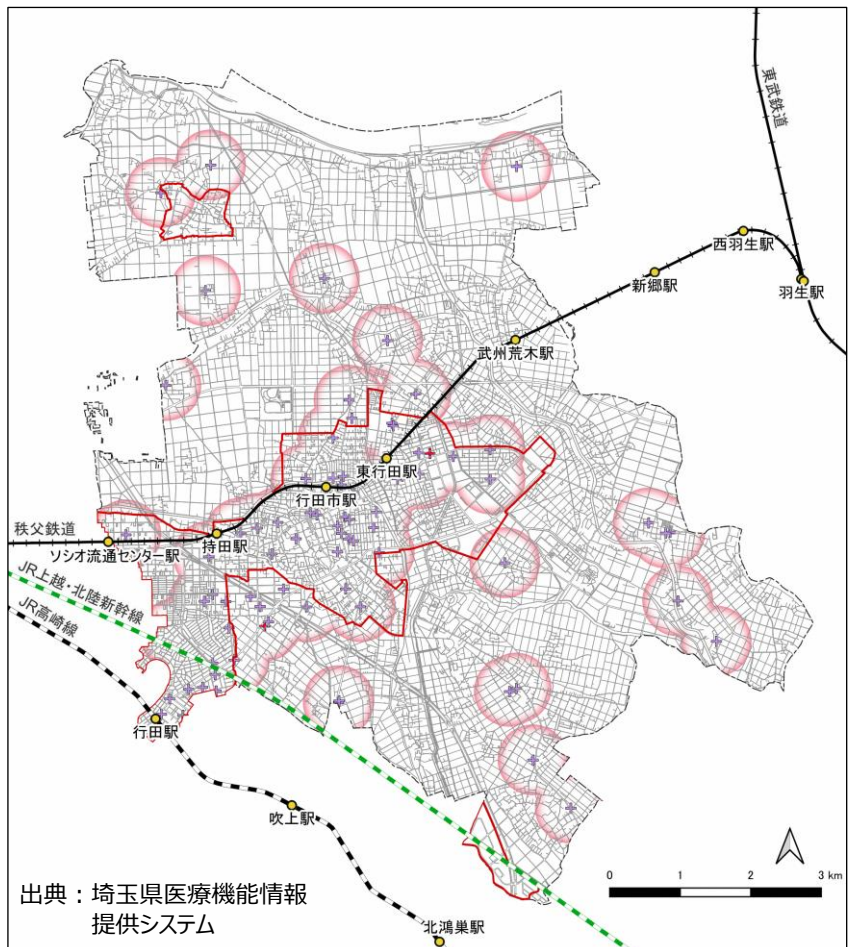 東武鉄道
西羽生駅
新郷駅
羽生駅
武州荒木駅
東行田駅
行田市駅
秩父鉄道
持田駅
ソシオ流通センター駅
JR上越・北陸新幹線
JR高崎線
行田駅
吹上駅
0 1 2 3 km
出典：埼玉県医療機能情報
提供システム
北鴻巣駅